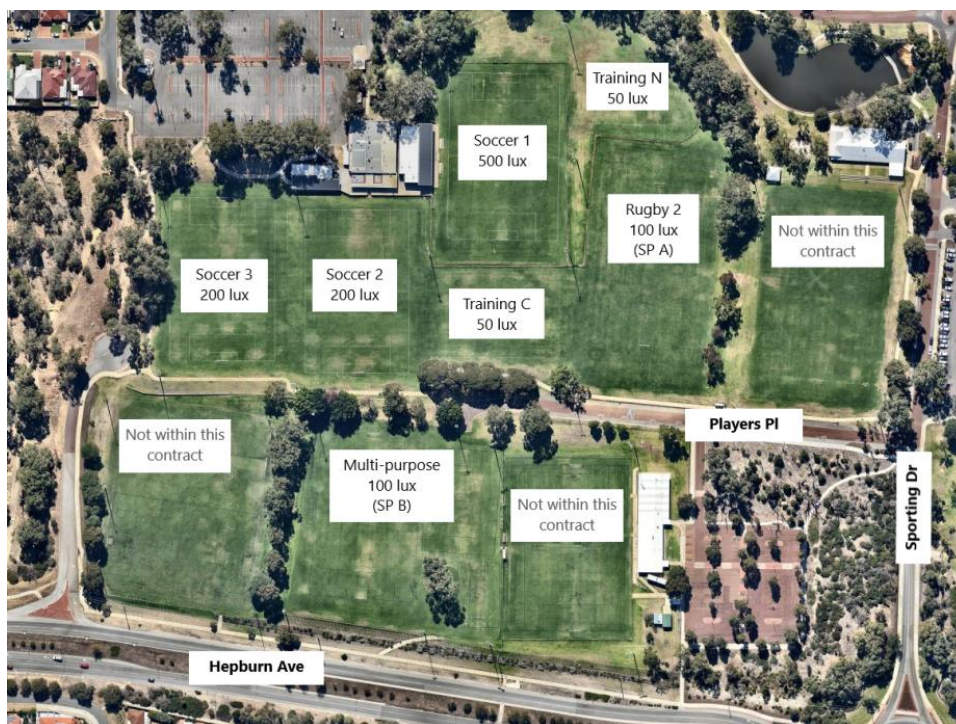 Training N
50 lux
Soccer 1
500 lux
Rugby 2
100 lux
(SP A)
Not within this
contract
Soccer 3
200 lux
Soccer 2
200 lux
Training C
50 lux
Players Pl
Not within this
contract
Multi-purpose
100 lux
(SP B)
Not within this
contract
Sporting Dr
Hepburn Ave